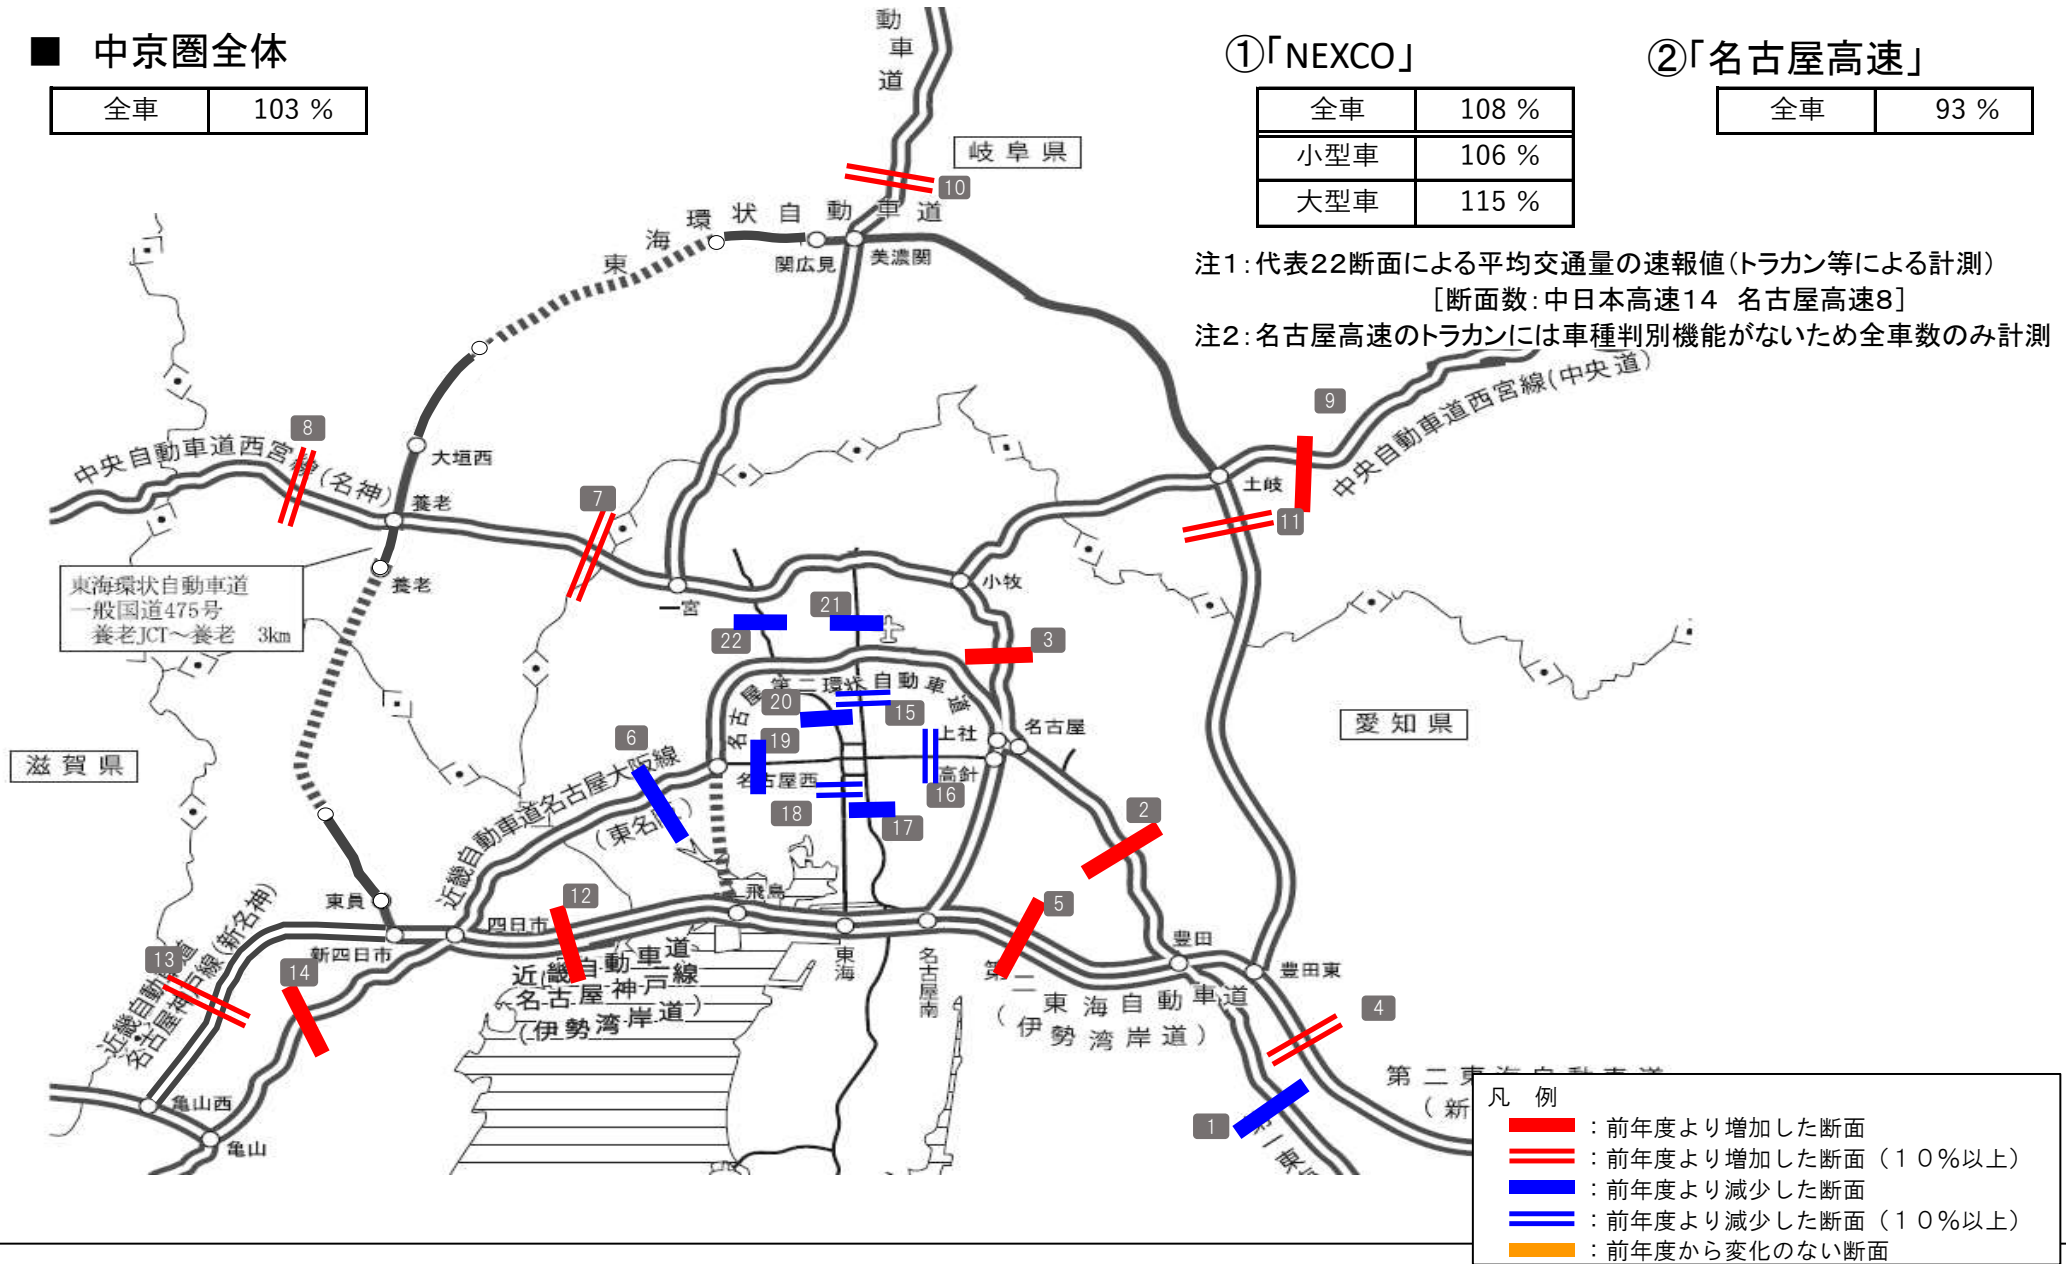 ■ 中京圏全体
全車 103 %
①「NEXCO」
全車 108 %
小型車 106 %
大型車 115 %
②「名古屋高速」
全車 93 %
注1：代表22断面による平均交通量の速報値（トラカン等による計測）
［断面数：中日本高速14 名古屋高速8］
注2：名古屋高速のトラカンには車種判別機能がないため全車数のみ計測
動車道
岐阜県
10
東海環状自動車道
関広見
美濃関
9
中央自動車道西宮線(中央道)
8
中央自動車道西宮線(名神)
大垣西
養老
7
土岐
11
東海環状自動車道
一般国道475号
養老JCT～養老 3km
養老
一宮
小牧
22
21
3
名古屋第二環状自動車道
20
15
上社
名古屋
愛知県
滋賀県
6
19
名古屋西
高針
16
近畿自動車道名古屋大阪線
(東名阪)
18
17
2
東員
12
飛島
5
四日市
新四日市
13
14
近畿自動車道
名古屋神戸線(新名神)
近畿自動車道
名古屋神戸線
(伊勢湾岸道)
東海
名古屋南
豊田
豊田東
第二東海自動車道
(伊勢湾岸道)
4
亀山西
亀山
1
第一東
第二東海自動車道
(新
凡 例
：前年度より増加した断面
：前年度より増加した断面（１０％以上）
：前年度より減少した断面
：前年度より減少した断面（１０％以上）
：前年度から変化のない断面